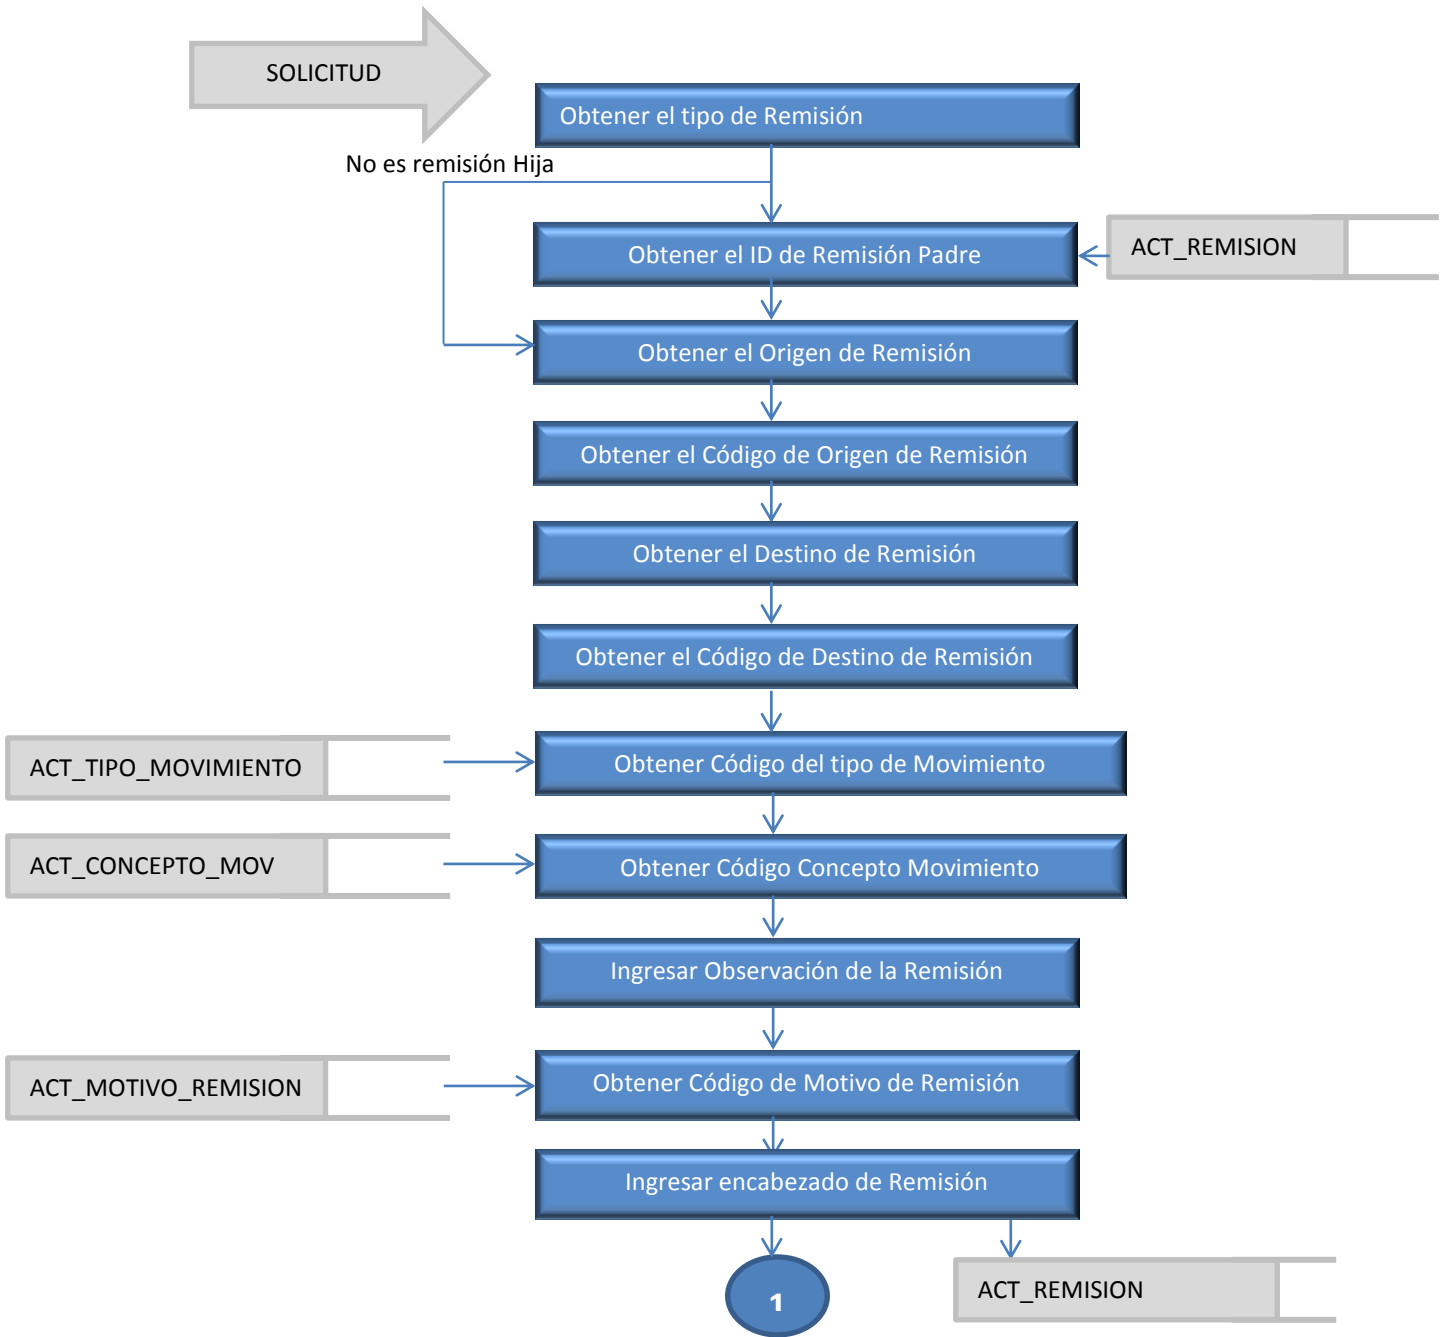 SOLICITUD
Obtener el tipo de Remisión
No es remisión Hija
Obtener el ID de Remisión Padre
ACT_REMISION
Obtener el Origen de Remisión
Obtener el Código de Origen de Remisión
Obtener el Destino de Remisión
Obtener el Código de Destino de Remisión
ACT_TIPO_MOVIMIENTO
Obtener Código del tipo de Movimiento
ACT_CONCEPTO_MOV
Obtener Código Concepto Movimiento
Ingresar Observación de la Remisión
ACT_MOTIVO_REMISION
Obtener Código de Motivo de Remisión
Ingresar encabezado de Remisión
1
ACT_REMISION